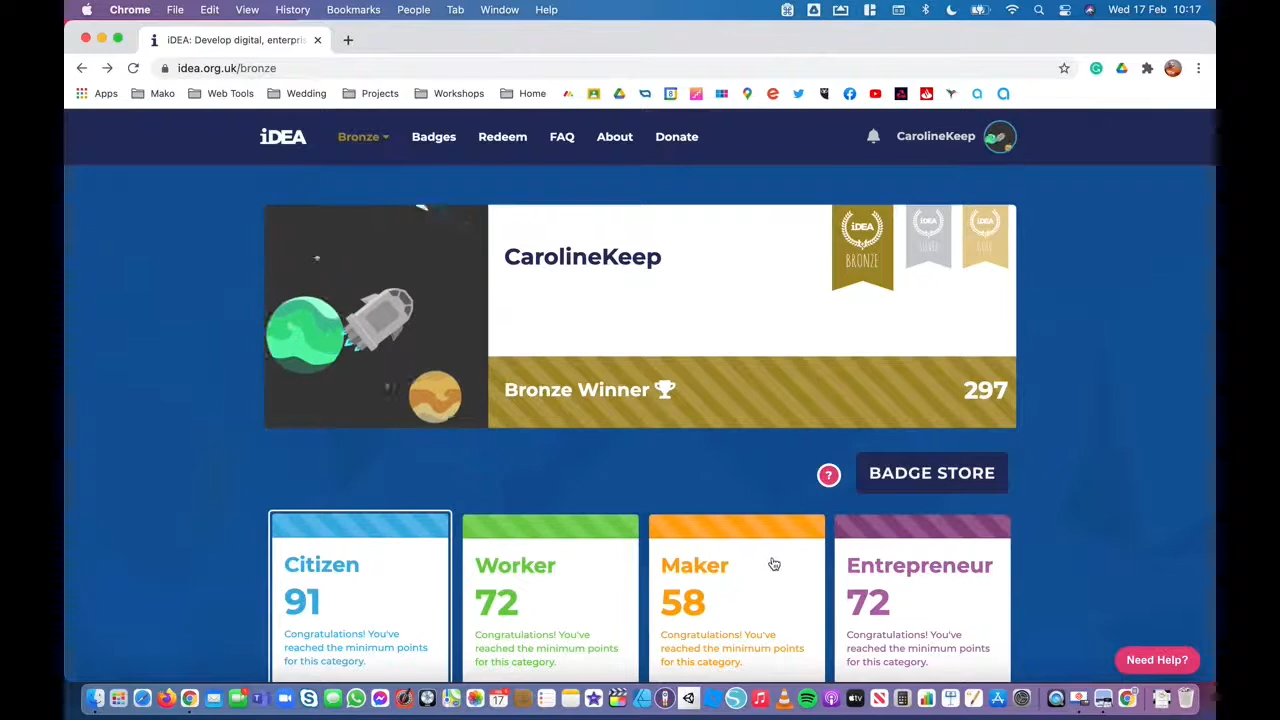 Chrome File Edit View History Bookmarks People Tab Window Help Wed 17 Feb 10:17
iDEA: Develop digital, enterpris
idea.org.uk/bronze
Apps Mako Web Tools Wedding Projects Workshops Home
iDEA Bronze Badges Redeem FAQ About Donate CarolineKeep
CarolineKeep
iDEA iDEA iDEA
BRONZE SILVER GOLD
Bronze Winner 297
? BADGE STORE
Citizen Worker Maker Entrepreneur
91 72 58 72
Congratulations! You've Congratulations! You've Congratulations! You've Congratulations! You've
reached the minimum points reached the minimum points reached the minimum points reached the minimum points
for this category. for this category. for this category. for this category.
Need Help?